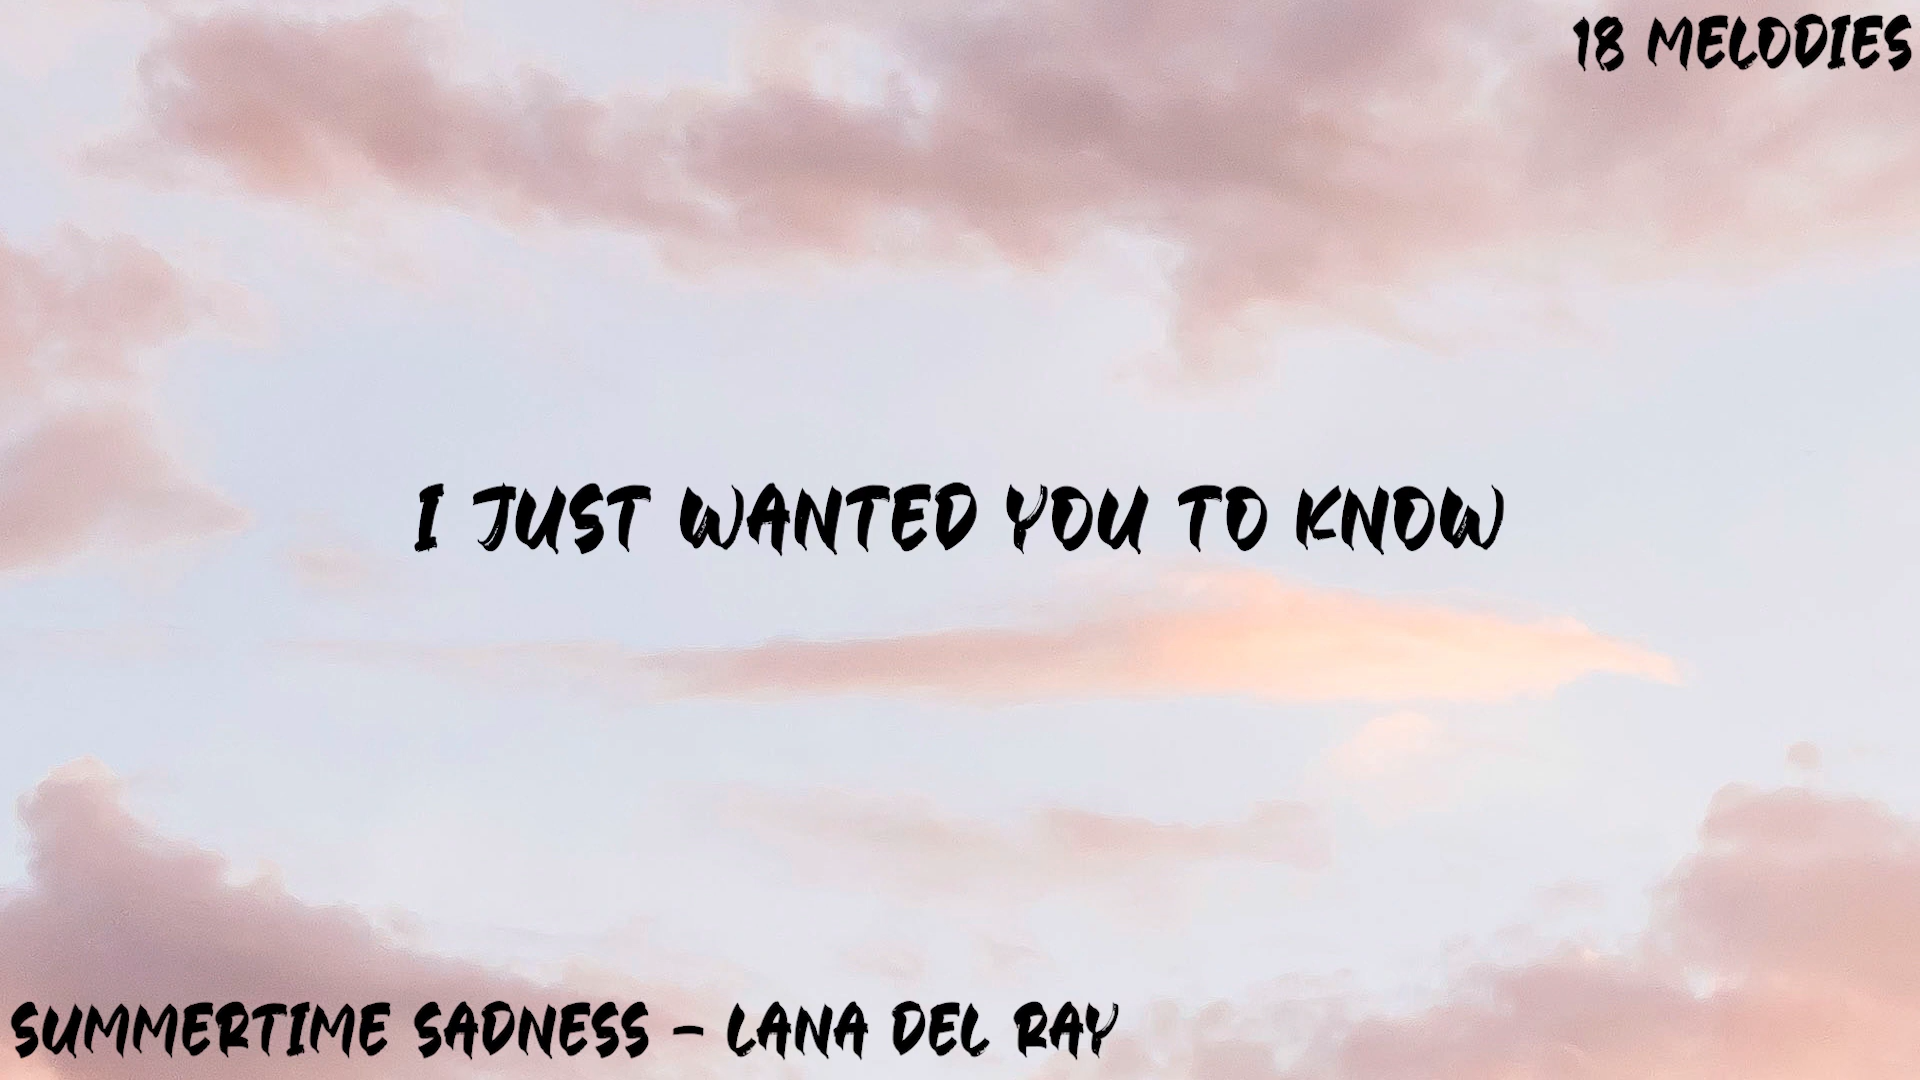 18 MELODIES
I JUST WANTED YOU TO KNOW
SUMMERTIME SADNESS - LANA DEL RAY